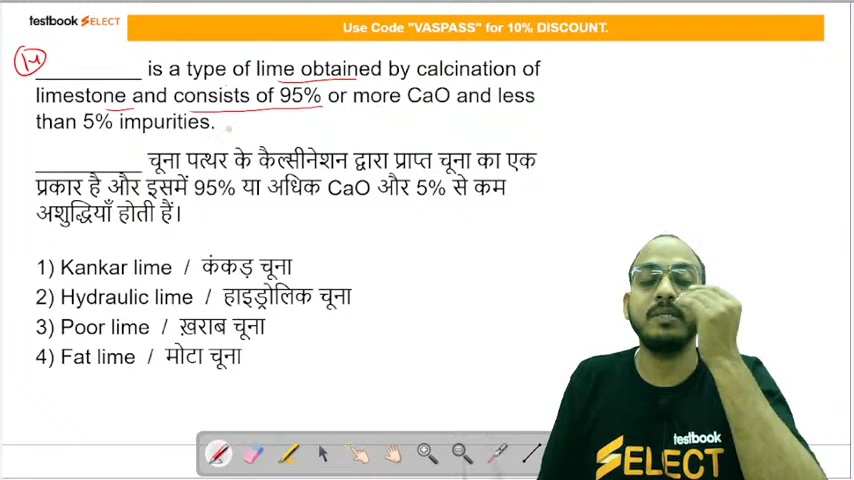 testbook SELECT
Use Code "VASPASS" for 10% DISCOUNT.
14
_________ is a type of lime obtained by calcination of
limestone and consists of 95% or more CaO and less
than 5% impurities.
_________ चूना पत्थर के कैल्सीनेशन द्वारा प्राप्त चूना का एक
प्रकार है और इसमें 95% या अधिक CaO और 5% से कम
अशुद्धियाँ होती हैं।
1) Kankar lime / कंकड़ चूना
2) Hydraulic lime / हाइड्रोलिक चूना
3) Poor lime / ख़राब चूना
4) Fat lime / मोटा चूना
testbook
SELECT